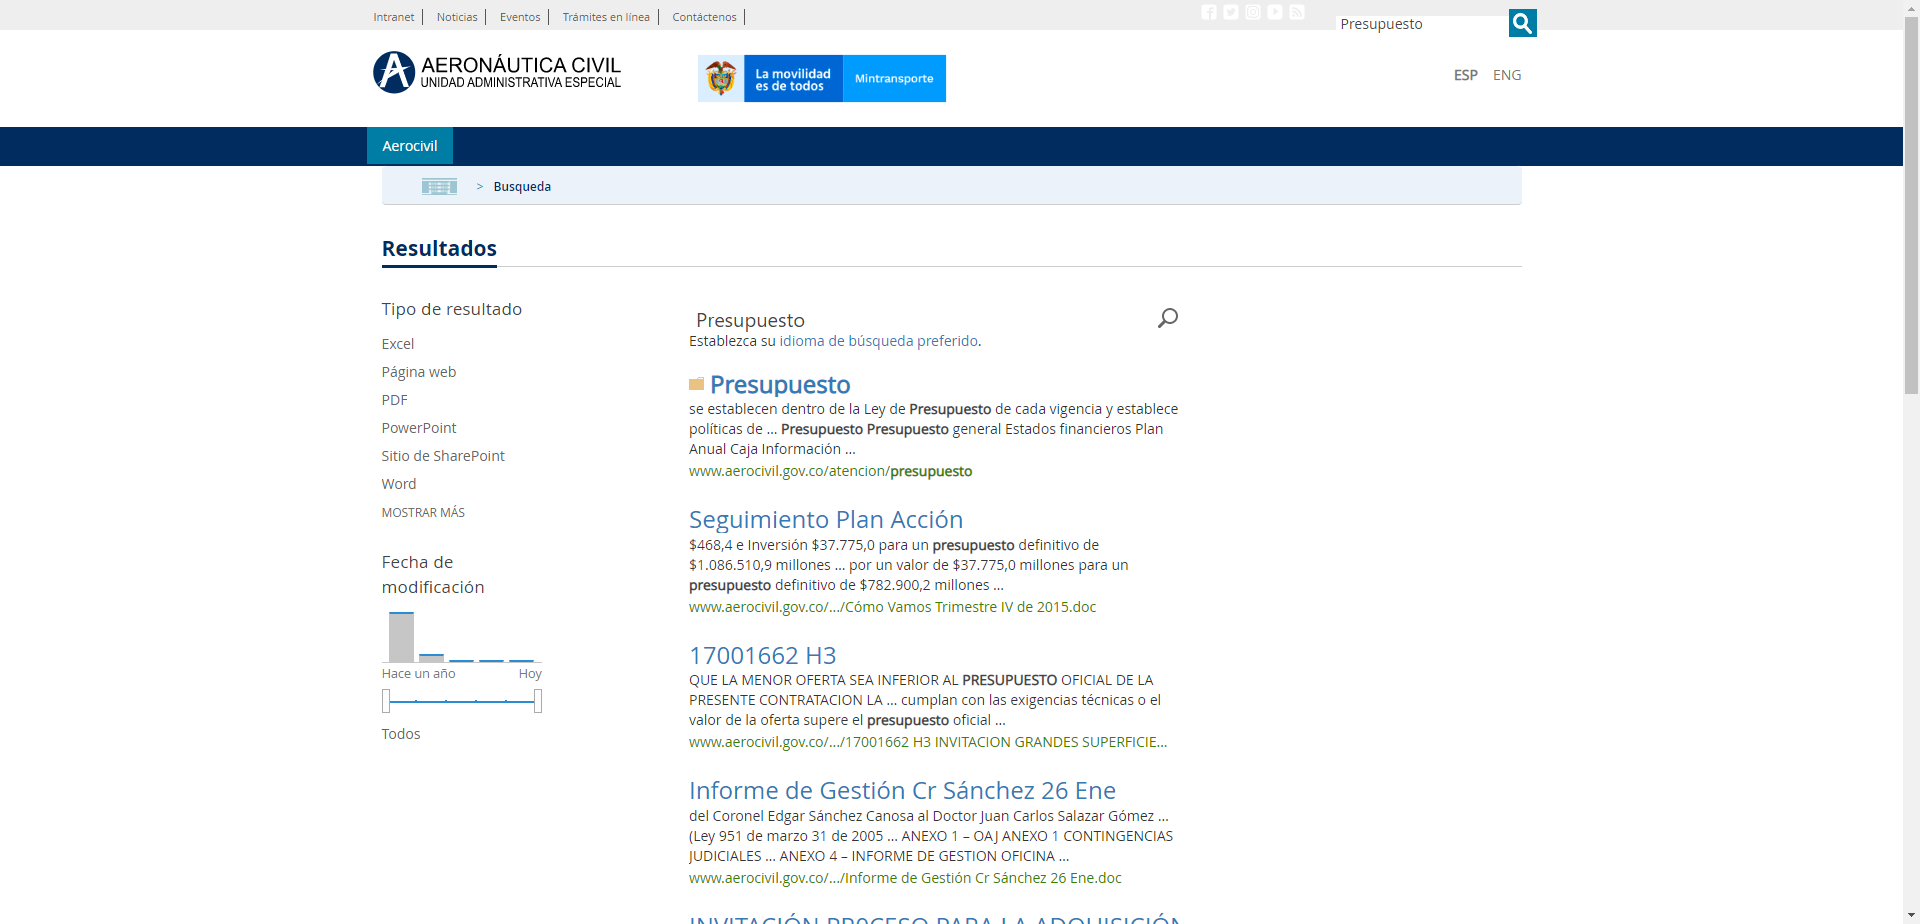 Intranet
Noticias
Eventos
Trámites en línea
Contáctenos
Presupuesto
AERONÁUTICA CIVIL
UNIDAD ADMINISTRATIVA ESPECIAL
La movilidad
es de todos
Mintransporte
ESP
ENG
Aerocivil
> Busqueda
Resultados
Tipo de resultado
Excel
Página web
PDF
PowerPoint
Sitio de SharePoint
Word
MOSTRAR MÁS
Fecha de
modificación
Hace un año
Hoy
Todos
Presupuesto
Establezca su idioma de búsqueda preferido.
Presupuesto
se establecen dentro de la Ley de Presupuesto de cada vigencia y establece
políticas de ... Presupuesto Presupuesto general Estados financieros Plan
Anual Caja Información ...
www.aerocivil.gov.co/atencion/presupuesto
Seguimiento Plan Acción
$468,4 e Inversión $37.775,0 para un presupuesto definitivo de
$1.086.510,9 millones ... por un valor de $37.775,0 millones para un
presupuesto definitivo de $782.900,2 millones ...
www.aerocivil.gov.co/.../Cómo Vamos Trimestre IV de 2015.doc
17001662 H3
QUE LA MENOR OFERTA SEA INFERIOR AL PRESUPUESTO OFICIAL DE LA
PRESENTE CONTRATACION LA ... cumplan con las exigencias técnicas o el
valor de la oferta supere el presupuesto oficial ...
www.aerocivil.gov.co/.../17001662 H3 INVITACION GRANDES SUPERFICIE...
Informe de Gestión Cr Sánchez 26 Ene
del Coronel Edgar Sánchez Canosa al Doctor Juan Carlos Salazar Gómez ...
(Ley 951 de marzo 31 de 2005 ... ANEXO 1 – OAJ ANEXO 1 CONTINGENCIAS
JUDICIALES ... ANEXO 4 – INFORME DE GESTION OFICINA ...
www.aerocivil.gov.co/.../Informe de Gestión Cr Sánchez 26 Ene.doc
INVITACIÓN PR0CESO PARA LA ADQUISICIÓN